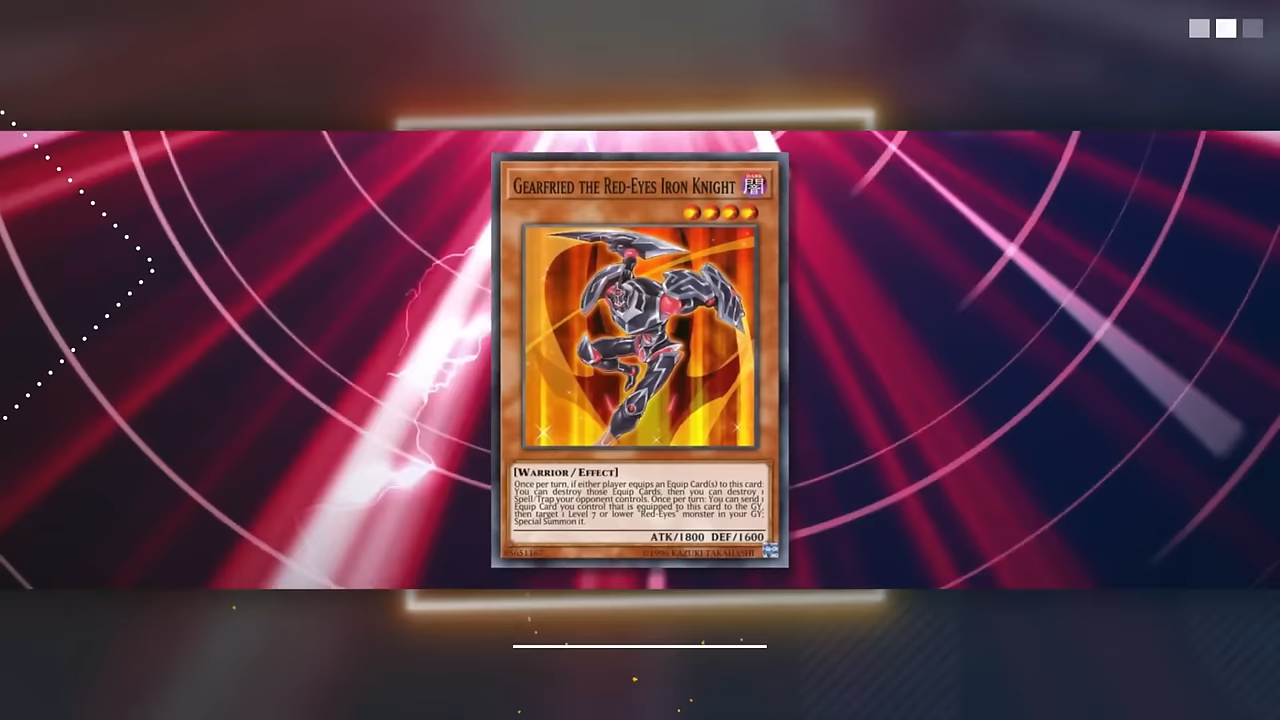 GEARFRIED THE RED-EYES IRON KNIGHT
DARK
闇
[WARRIOR / EFFECT]
Once per turn, if either player equips an Equip Card(s) to this card:
You can destroy those Equip Cards, then you can destroy 1
Spell/Trap your opponent controls. Once per turn: You can send 1
Equip Card you control that is equipped to this card to the GY,
then target 1 Level 7 or lower "Red-Eyes" monster in your GY;
Special Summon it.
ATK/1800 DEF/1600
©1996 KAZUKI TAKAHASHI